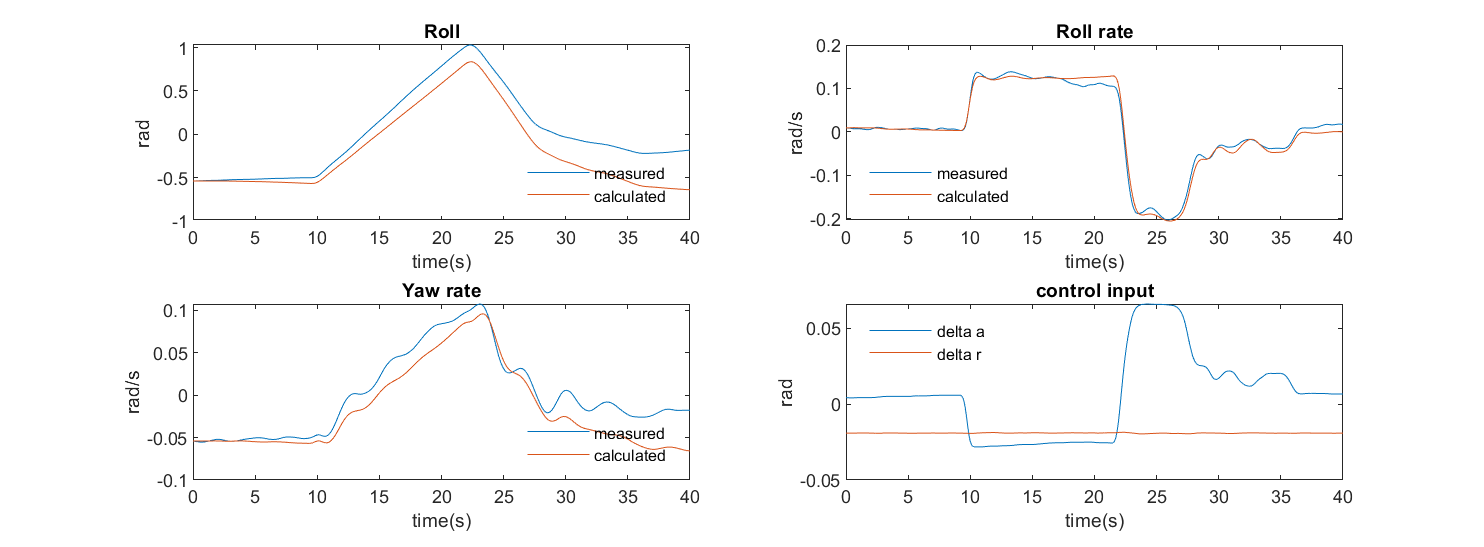 Roll
1
0.5
0
-0.5
-1
rad
measured
calculated
0 5 10 15 20 25 30 35 40
time(s)
Roll rate
0.2
0.1
0
-0.1
-0.2
rad/s
measured
calculated
0 5 10 15 20 25 30 35 40
time(s)
Yaw rate
0.1
0.05
0
-0.05
-0.1
rad/s
measured
calculated
0 5 10 15 20 25 30 35 40
time(s)
control input
0.05
0
-0.05
rad
delta a
delta r
0 5 10 15 20 25 30 35 40
time(s)